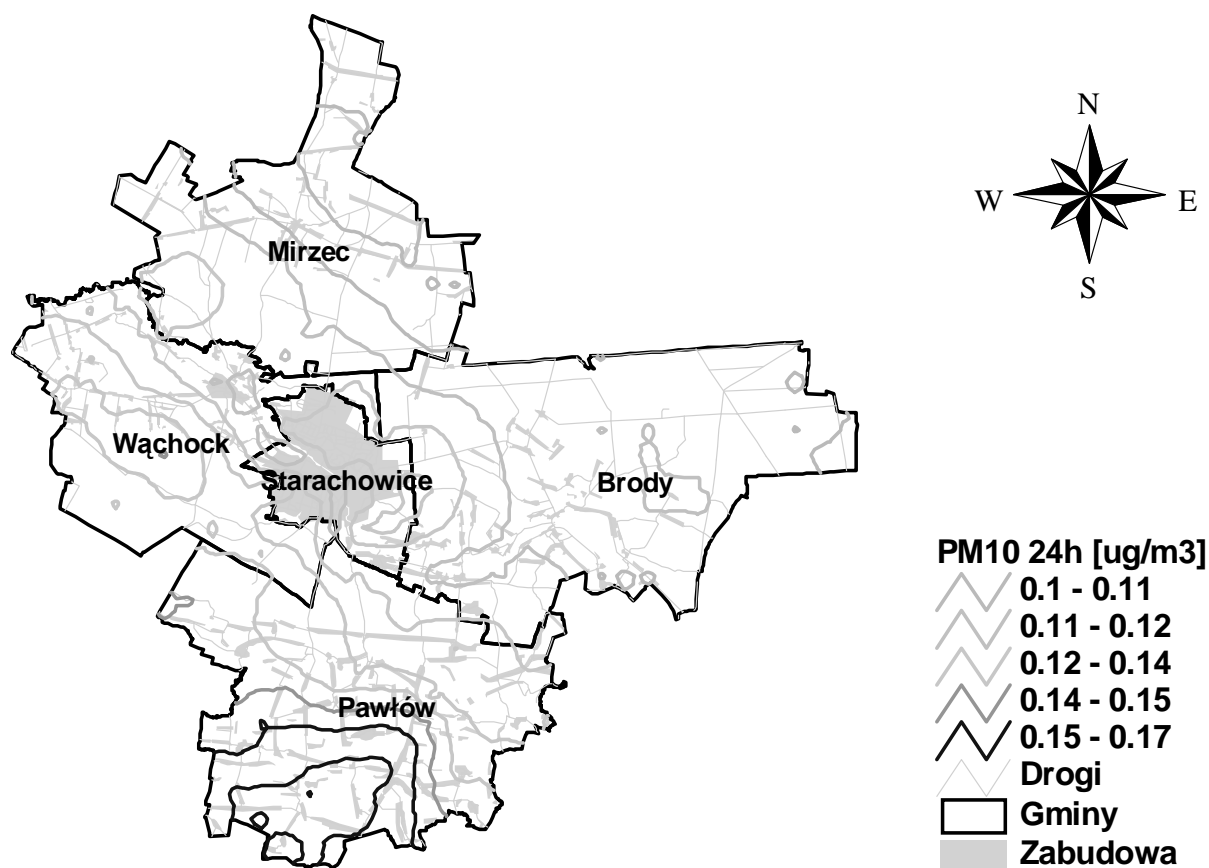 N
W E
S
Mirzec
Wąchock
Starachowice
Brody
Pawłów
PM10 24h [ug/m3]
0.1 - 0.11
0.11 - 0.12
0.12 - 0.14
0.14 - 0.15
0.15 - 0.17
Drogi
Gminy
Zabudowa